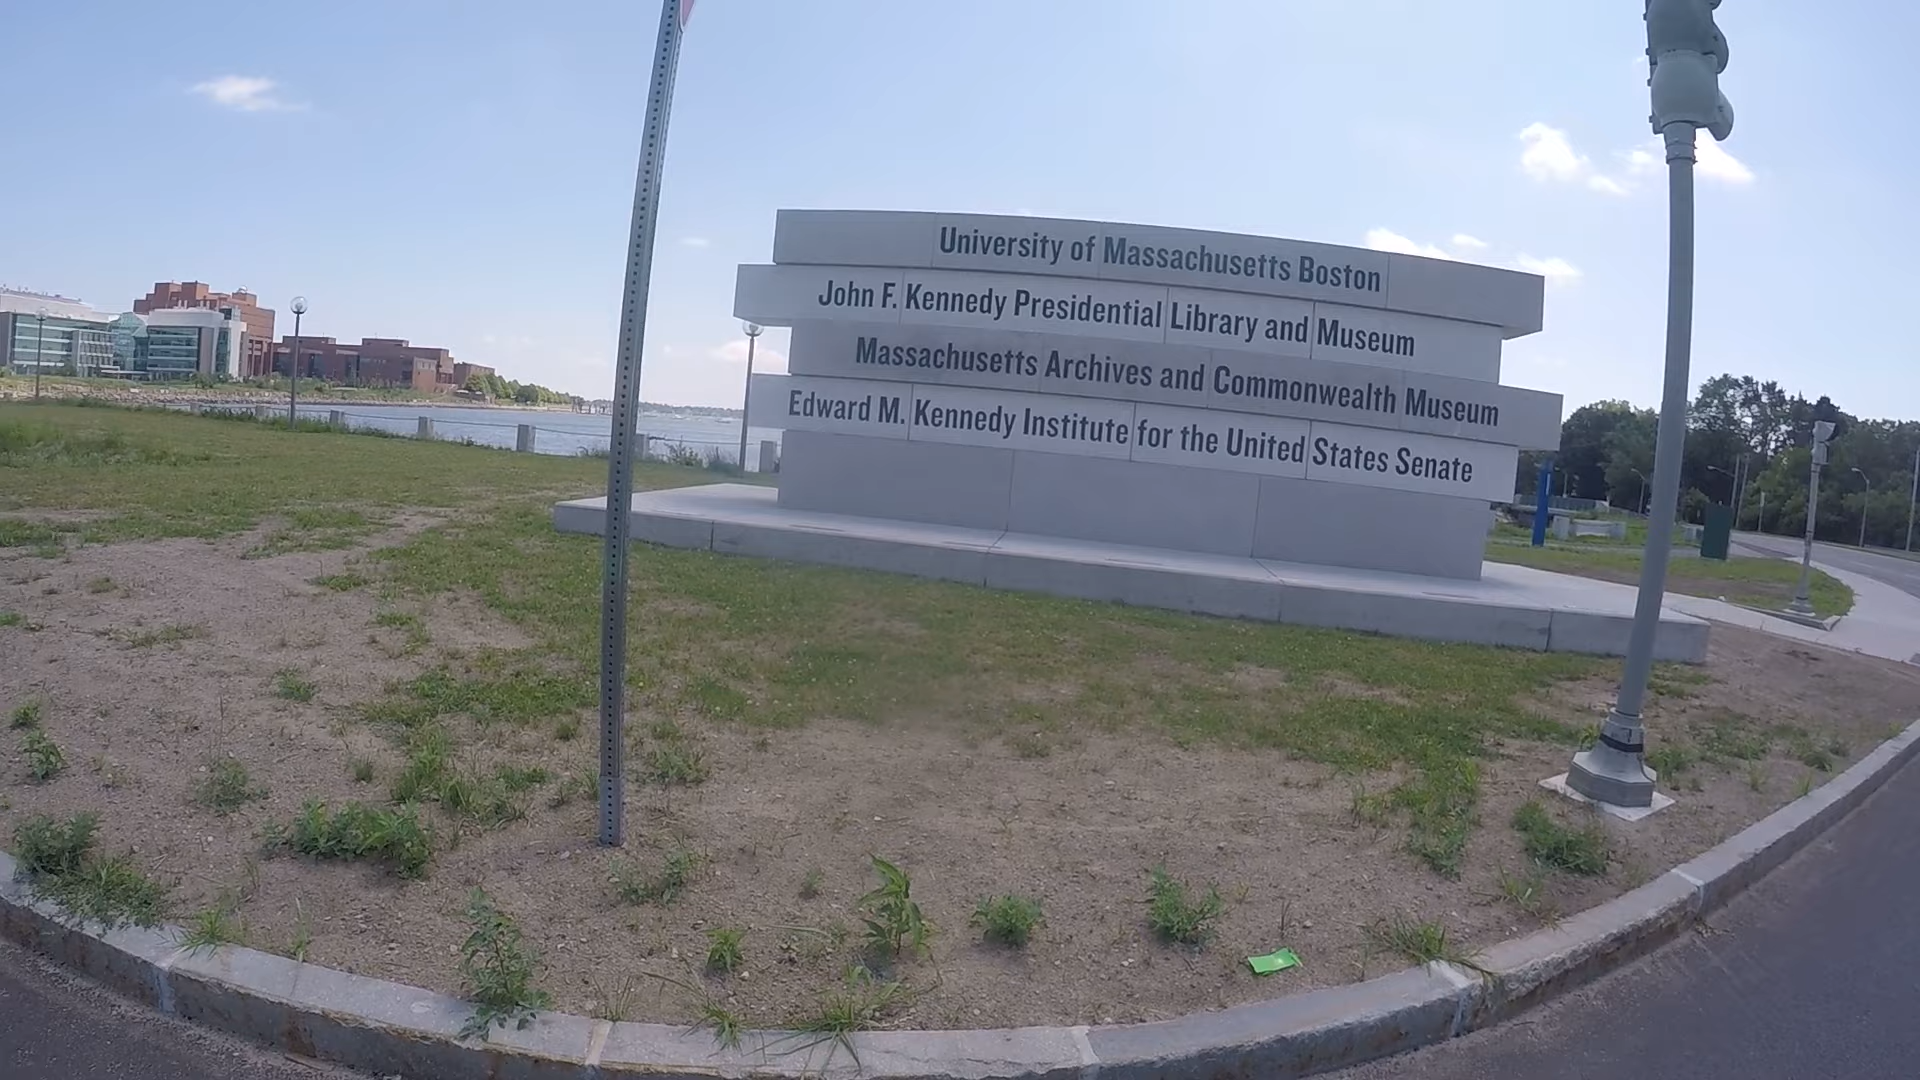 University of Massachusetts Boston
John F. Kennedy Presidential Library and Museum
Massachusetts Archives and Commonwealth Museum
Edward M. Kennedy Institute for the United States Senate